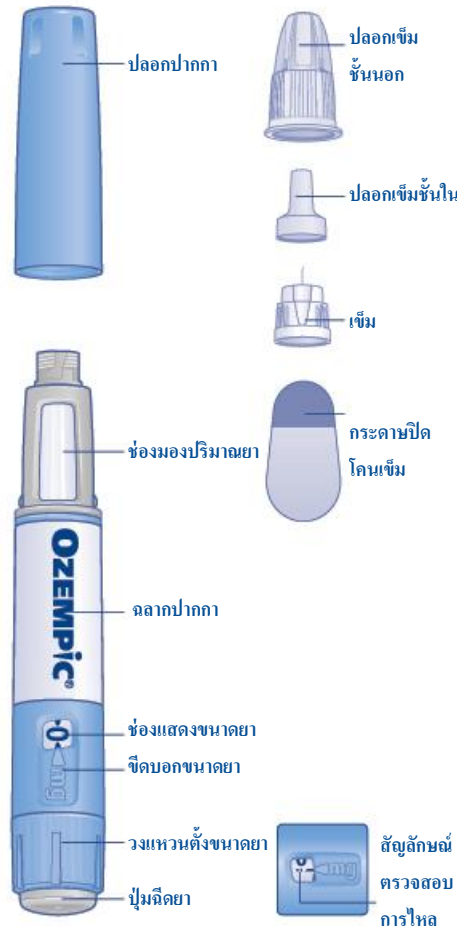 ปลอกปากกา
ปลอกเข็ม
ชั้นนอก
ปลอกเข็มชั้นใน
เข็ม
กระดาษปิด
โคนเข็ม
ช่องมองปริมาณยา
OZEMPIC®
ฉลากปากกา
0
mg
ช่องแสดงขนาดยา
ขีดบอกขนาดยา
วงแหวนตั้งขนาดยา
ปุ่มฉีดยา
mg
สัญลักษณ์
ตรวจสอบ
การไหล